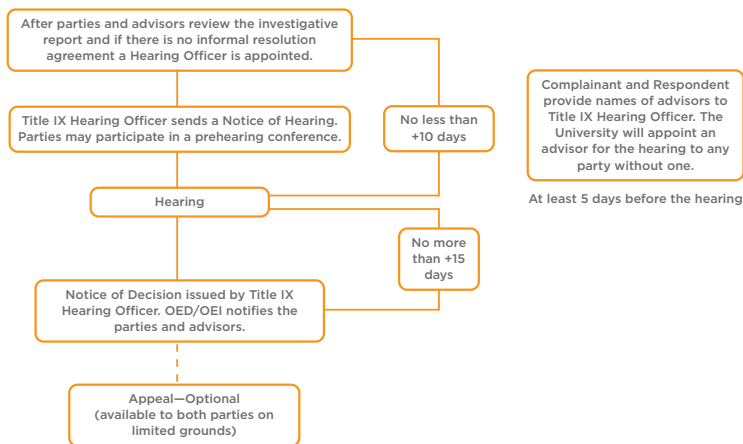 After parties and advisors review the investigative
report and if there is no informal resolution
agreement a Hearing Officer is appointed.
Title IX Hearing Officer sends a Notice of Hearing.
Parties may participate in a prehearing conference.
No less than
+10 days
Complainant and Respondent
provide names of advisors to
Title IX Hearing Officer. The
University will appoint an
advisor for the hearing to any
party without one.
At least 5 days before the hearing
Hearing
No more
than +15
days
Notice of Decision issued by Title IX
Hearing Officer. OED/OEI notifies the
parties and advisors.
Appeal—Optional
(available to both parties on
limited grounds)